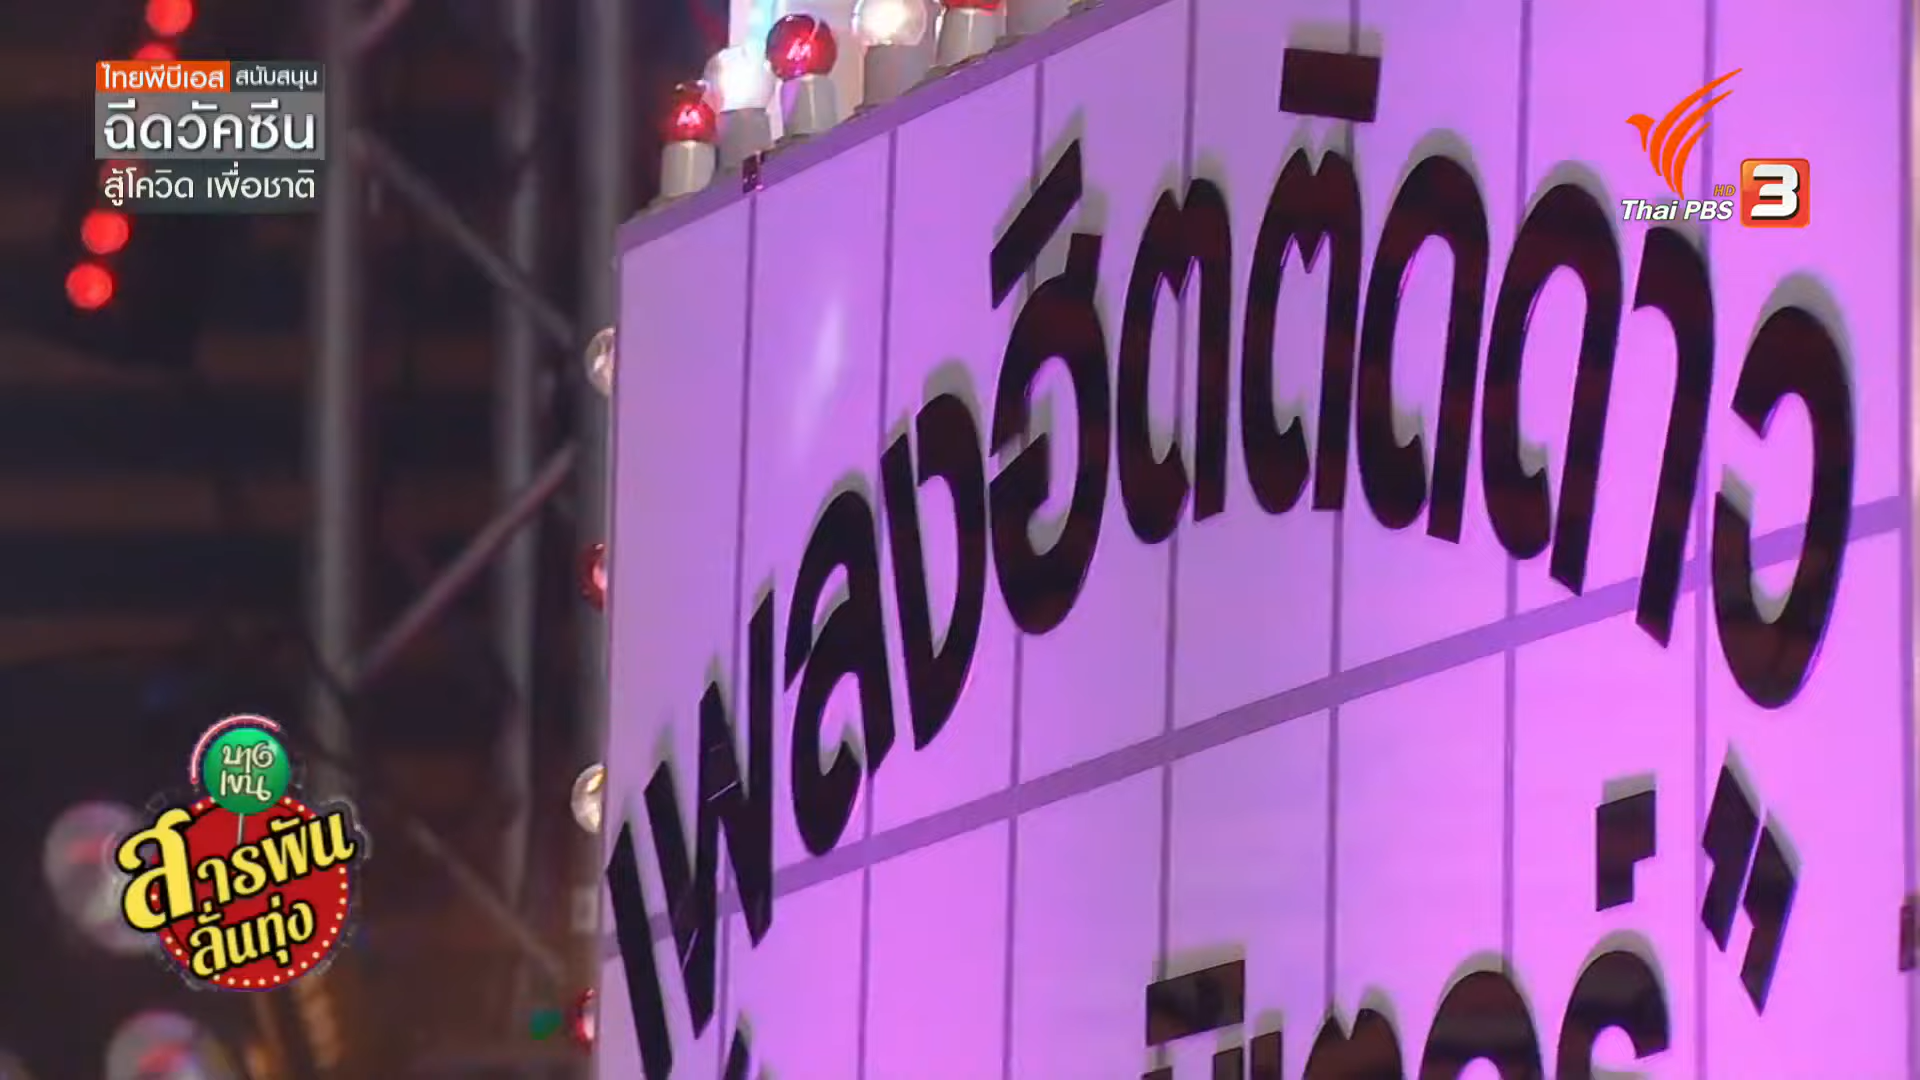 ไทยพีบีเอส สนับสนุน
ฉีดวัคซีน
สู้โควิด เพื่อชาติ
Thai PBS HD 3
เพลงฮิตติดดาว
บางเขน
สารพัน
ลั่นทุ่ง